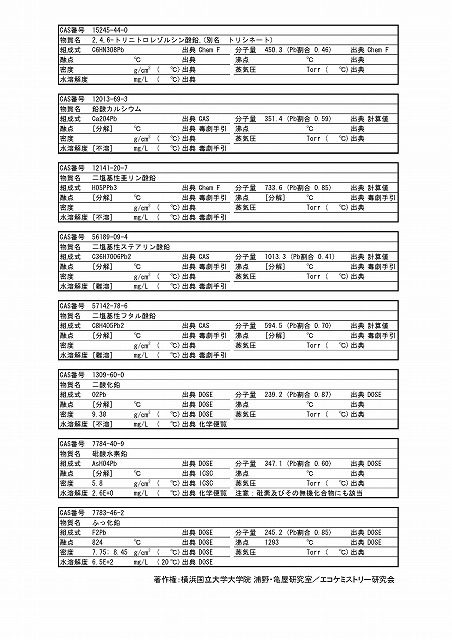 CAS番号 15245-44-0
物質名 2,4,6-トリニトロレゾルシン酸鉛,(別名 トリシネート)
組成式 C6HN3O8Pb 出典 Chem F 分子量 450.3 (Pb割合 0.46) 出典 Chem F
融点 ℃ 出典 沸点 ℃ 出典
密度 g/cm³ ( ℃) 出典 蒸気圧 Torr ( ℃) 出典
水溶解度 mg/L ( ℃) 出典
CAS番号 12013-69-3
物質名 鉛酸カルシウム
組成式 Ca2O4Pb 出典 CAS 分子量 351.4 (Pb割合 0.59) 出典 計算値
融点 [分解] ℃ 出典 毒劇手引 沸点 ℃ 出典
密度 g/cm³ ( ℃) 出典 蒸気圧 Torr ( ℃) 出典
水溶解度 [不溶] mg/L ( ℃) 出典 毒劇手引
CAS番号 12141-20-7
物質名 二塩基性亜リン酸鉛
組成式 HO5PPb3 出典 Chem F 分子量 733.6 (Pb割合 0.85) 出典 計算値
融点 [分解] ℃ 出典 毒劇手引 沸点 [分解] ℃ 出典 毒劇手引
密度 g/cm³ ( ℃) 出典 蒸気圧 Torr ( ℃) 出典
水溶解度 [不溶] mg/L ( ℃) 出典 毒劇手引
CAS番号 56189-09-4
物質名 二塩基性ステアリン酸鉛
組成式 C36H70O6Pb2 出典 CAS 分子量 1013.3 (Pb割合 0.41) 出典 計算値
融点 [分解] ℃ 出典 毒劇手引 沸点 [分解] ℃ 出典 毒劇手引
密度 g/cm³ ( ℃) 出典 蒸気圧 Torr ( ℃) 出典
水溶解度 [難溶] mg/L ( ℃) 出典 毒劇手引
CAS番号 57142-78-6
物質名 二塩基性フタル酸鉛
組成式 C8H4O5Pb2 出典 CAS 分子量 594.5 (Pb割合 0.70) 出典 計算値
融点 [分解] ℃ 出典 毒劇手引 沸点 [分解] ℃ 出典 毒劇手引
密度 g/cm³ ( ℃) 出典 蒸気圧 Torr ( ℃) 出典
水溶解度 [難溶] mg/L ( ℃) 出典 毒劇手引
CAS番号 1309-60-0
物質名 二酸化鉛
組成式 O2Pb 出典 DOSE 分子量 239.2 (Pb割合 0.87) 出典 DOSE
融点 [分解] ℃ 出典 DOSE 沸点 ℃ 出典
密度 9.38 g/cm³ ( ℃) 出典 DOSE 蒸気圧 Torr ( ℃) 出典
水溶解度 [不溶] mg/L ( ℃) 出典 化学便覧
CAS番号 7784-40-9
物質名 砒酸水素鉛
組成式 AsHO4Pb 出典 DOSE 分子量 347.1 (Pb割合 0.60) 出典 DOSE
融点 [分解] ℃ 出典 ICSC 沸点 ℃ 出典
密度 5.8 g/cm³ ( ℃) 出典 ICSC 蒸気圧 Torr ( ℃) 出典
水溶解度 2.6E+0 mg/L ( ℃) 出典 化学便覧 注意：砒素及びその無機化合物にも該当
CAS番号 7783-46-2
物質名 ふっ化鉛
組成式 F2Pb 出典 DOSE 分子量 245.2 (Pb割合 0.85) 出典 DOSE
融点 824 ℃ 出典 DOSE 沸点 1293 ℃ 出典 DOSE
密度 7.75; 8.45 g/cm³ ( ℃) 出典 DOSE 蒸気圧 Torr ( ℃) 出典
水溶解度 6.5E+2 mg/L (20℃) 出典 DOSE
著作権：横浜国立大学大学院 浦野・亀屋研究室／エコケミストリー研究会